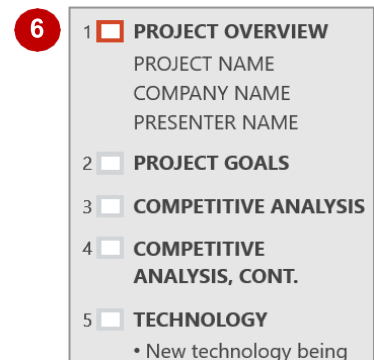 6
1 PROJECT OVERVIEW
PROJECT NAME
COMPANY NAME
PRESENTER NAME
2 PROJECT GOALS
3 COMPETITIVE ANALYSIS
4 COMPETITIVE
ANALYSIS, CONT.
5 TECHNOLOGY
• New technology being